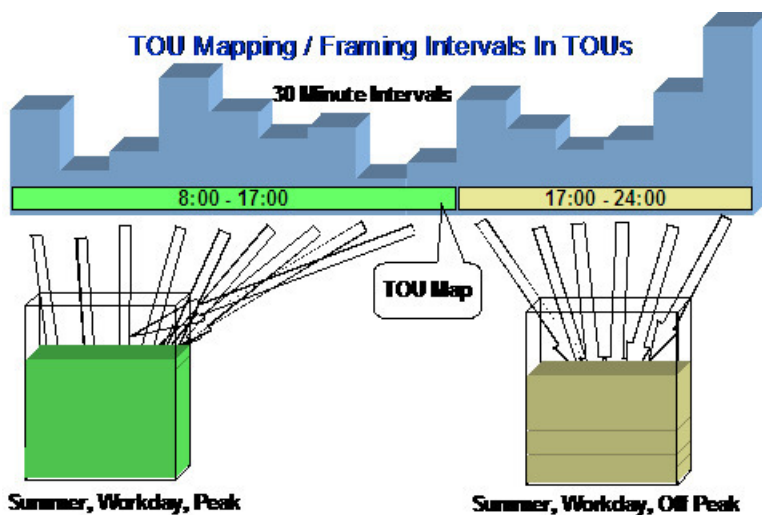 TOU Mapping / Framing Intervals In TOUs
30 Minute Intervals
8:00 - 17:00
17:00 - 24:00
TOU Map
Summer, Workday, Peak
Summer, Workday, Off Peak